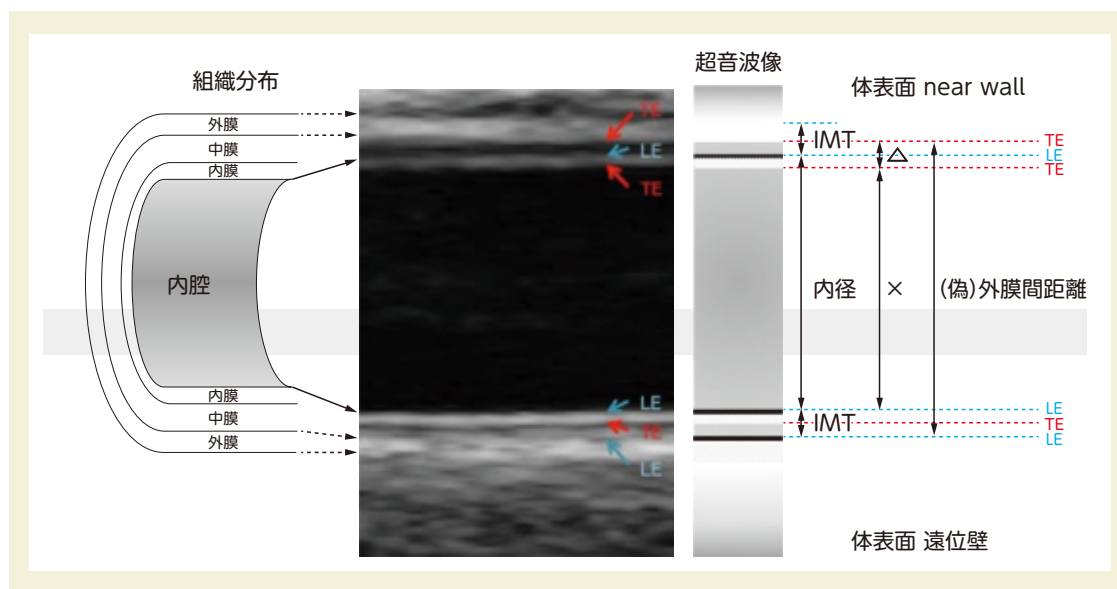 組織分布
外膜
中膜
内膜
内腔
内膜
中膜
外膜
TE
LE
TE
LE
TE
LE
超音波像
体表面 near wall
IMT
TE
LE
△
TE
内径
×
(偽)外膜間距離
LE
IMT
TE
LE
体表面 遠位壁